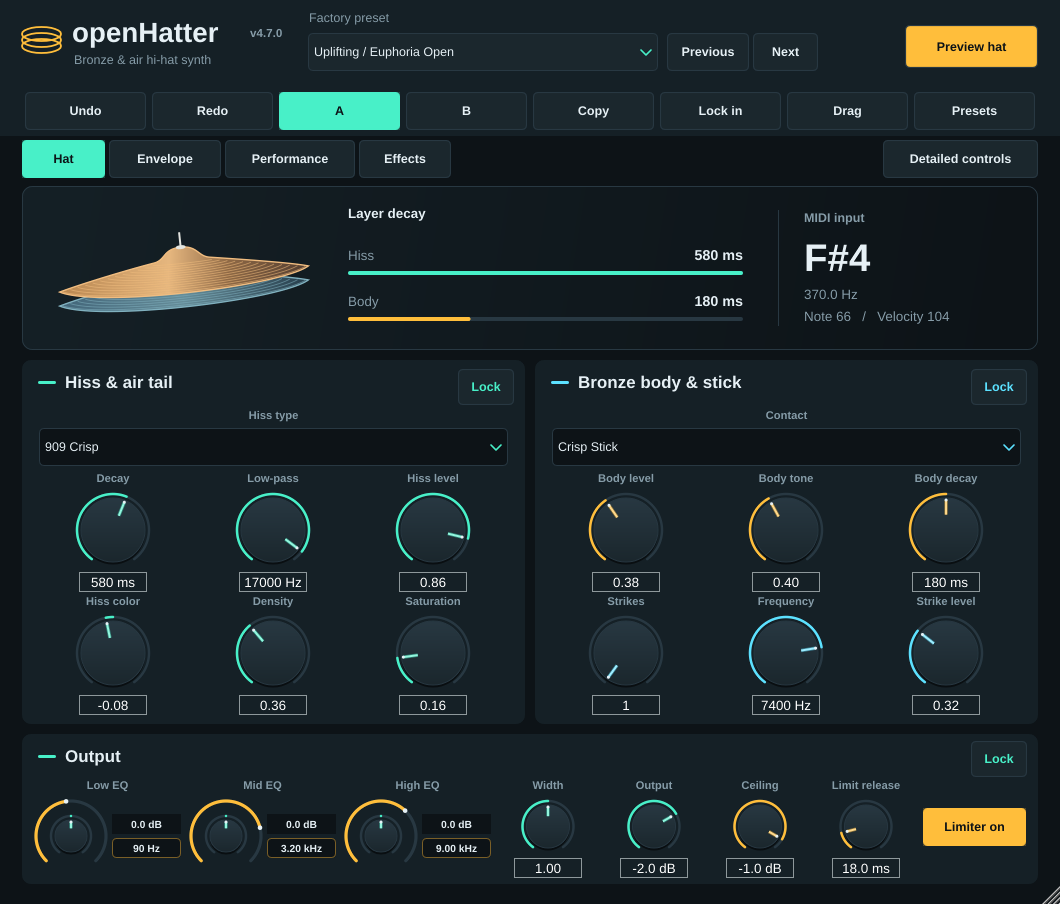 openHatter
Bronze & air hi-hat synth
v4.7.0
Factory preset
Uplifting / Euphoria Open
Previous
Next
Preview hat
Undo
Redo
A
B
Copy
Lock in
Drag
Presets
Hat
Envelope
Performance
Effects
Detailed controls
Layer decay
Hiss 580 ms
Body 180 ms
MIDI input
F#4
370.0 Hz
Note 66 / Velocity 104
Hiss & air tail
Lock
Hiss type
909 Crisp
Decay Low-pass Hiss level
580 ms 17000 Hz 0.86
Hiss color Density Saturation
-0.08 0.36 0.16
Bronze body & stick
Lock
Contact
Crisp Stick
Body level Body tone Body decay
0.38 0.40 180 ms
Strikes Frequency Strike level
1 7400 Hz 0.32
Output
Lock
Low EQ Mid EQ High EQ Width Output Ceiling Limit release
0.0 dB 0.0 dB 0.0 dB
Limiter on
90 Hz 3.20 kHz 9.00 kHz
1.00 -2.0 dB -1.0 dB 18.0 ms